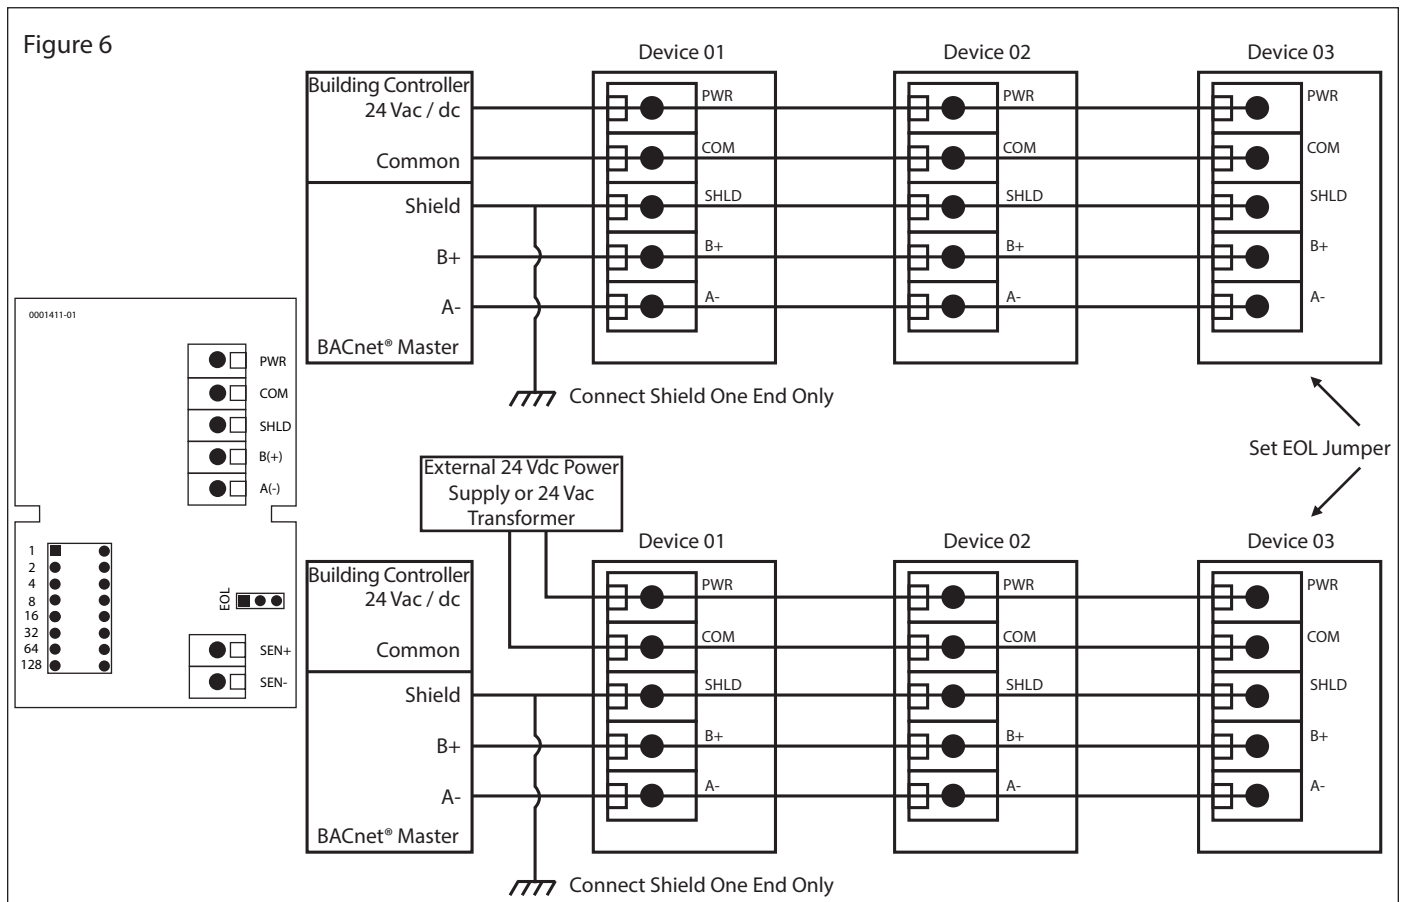 Figure 6
Device 01
Device 02
Device 03
Building Controller
24 Vac / dc
Common
Shield
B+
A-
BACnet® Master
PWR
COM
SHLD
B+
A-
PWR
COM
SHLD
B+
A-
PWR
COM
SHLD
B+
A-
Connect Shield One End Only
Set EOL Jumper
0001411-01
PWR
COM
SHLD
B(+)
A(-)
1
2
4
8
16
32
64
128
EOL
SEN+
SEN-
External 24 Vdc Power
Supply or 24 Vac
Transformer
Device 01
Device 02
Device 03
Building Controller
24 Vac / dc
Common
Shield
B+
A-
BACnet® Master
PWR
COM
SHLD
B+
A-
PWR
COM
SHLD
B+
A-
PWR
COM
SHLD
B+
A-
Connect Shield One End Only